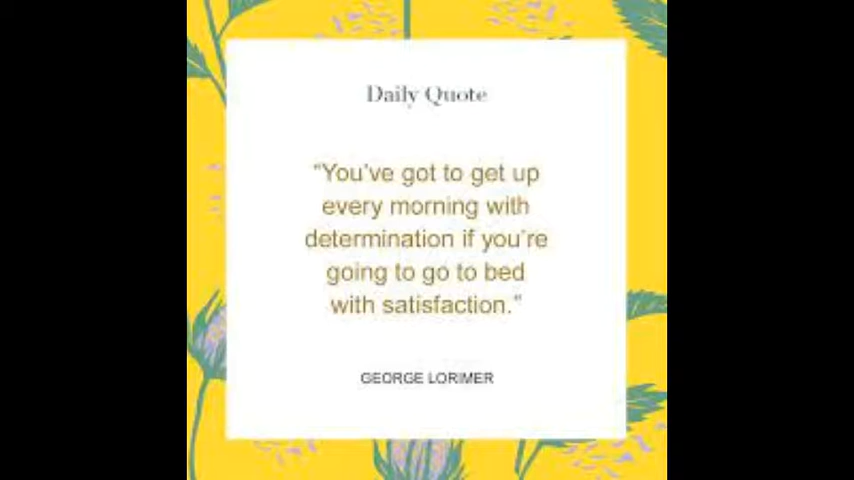 Daily Quote
“You’ve got to get up
every morning with
determination if you’re
going to go to bed
with satisfaction.”
GEORGE LORIMER